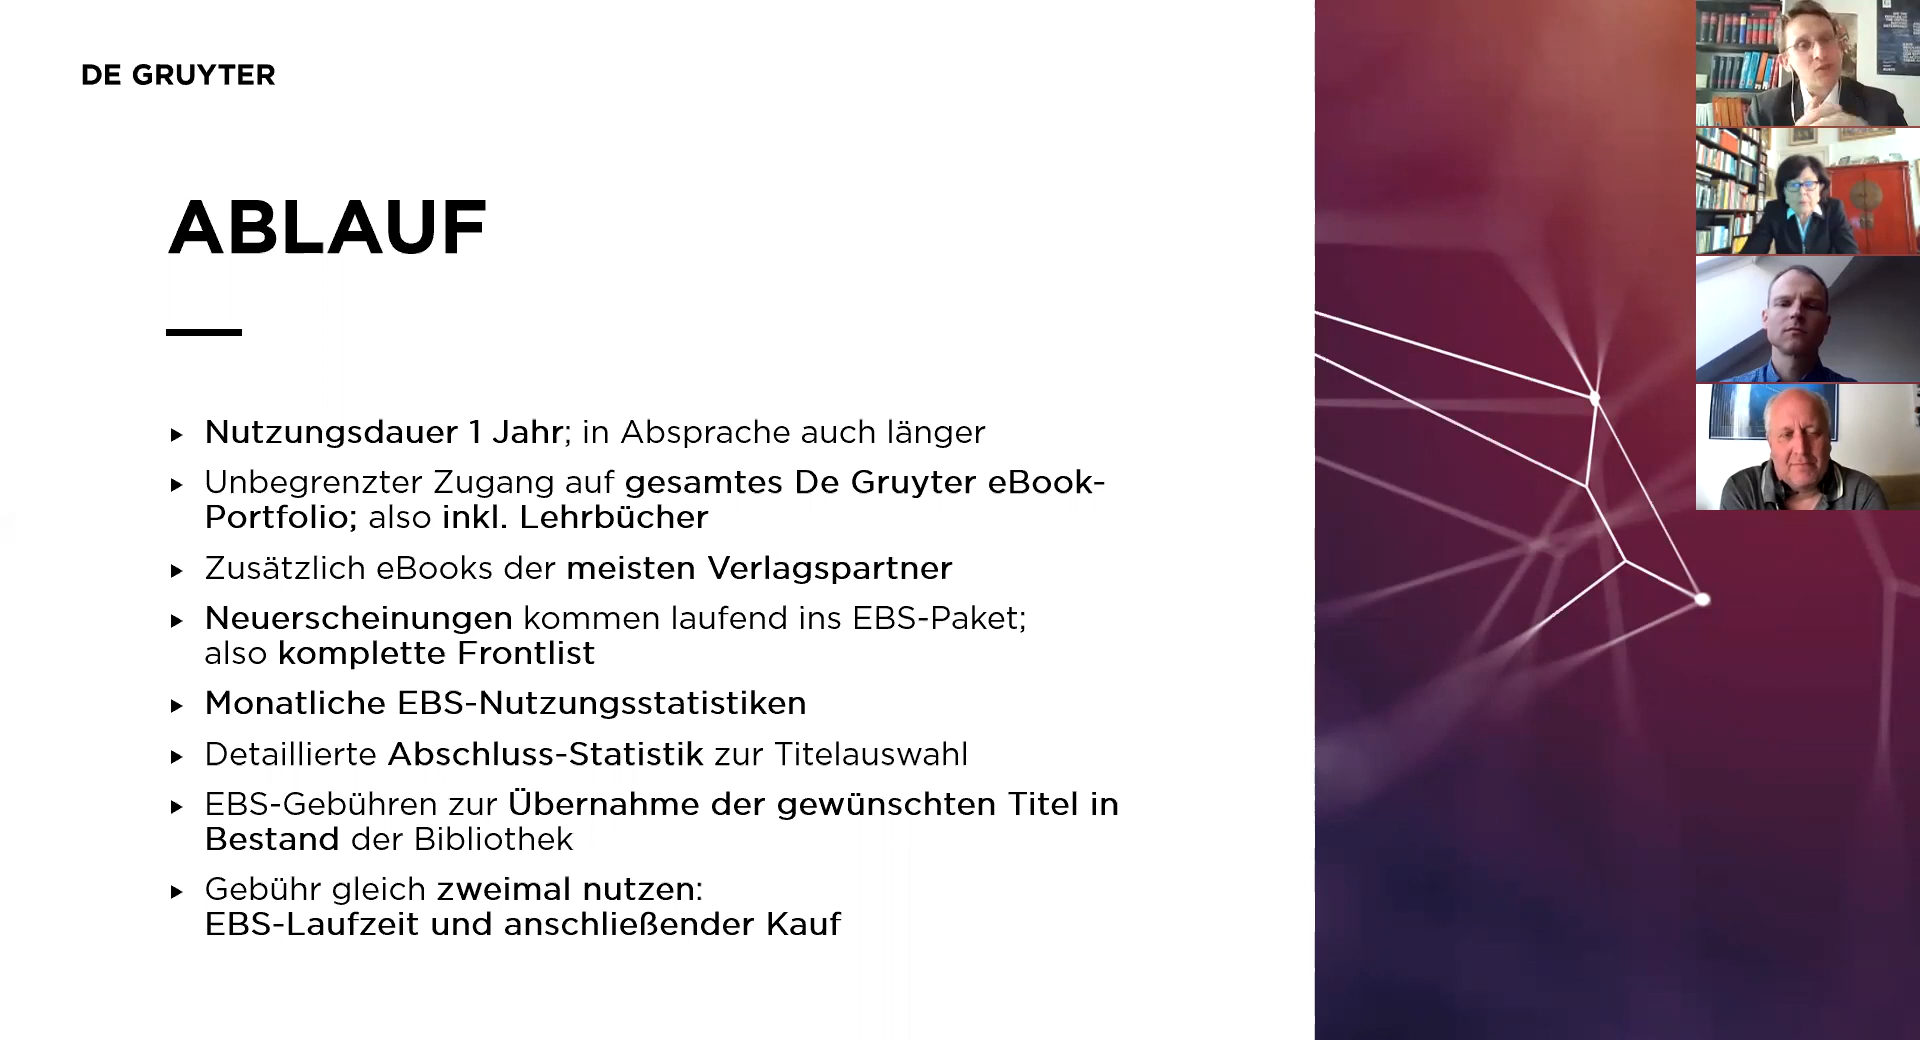 DE GRUYTER
ABLAUF
▸ Nutzungsdauer 1 Jahr; in Absprache auch länger
▸ Unbegrenzter Zugang auf gesamtes De Gruyter eBook-
Portfolio; also inkl. Lehrbücher
▸ Zusätzlich eBooks der meisten Verlagspartner
▸ Neuerscheinungen kommen laufend ins EBS-Paket;
also komplette Frontlist
▸ Monatliche EBS-Nutzungsstatistiken
▸ Detaillierte Abschluss-Statistik zur Titelauswahl
▸ EBS-Gebühren zur Übernahme der gewünschten Titel in
Bestand der Bibliothek
▸ Gebühr gleich zweimal nutzen:
EBS-Laufzeit und anschließender Kauf